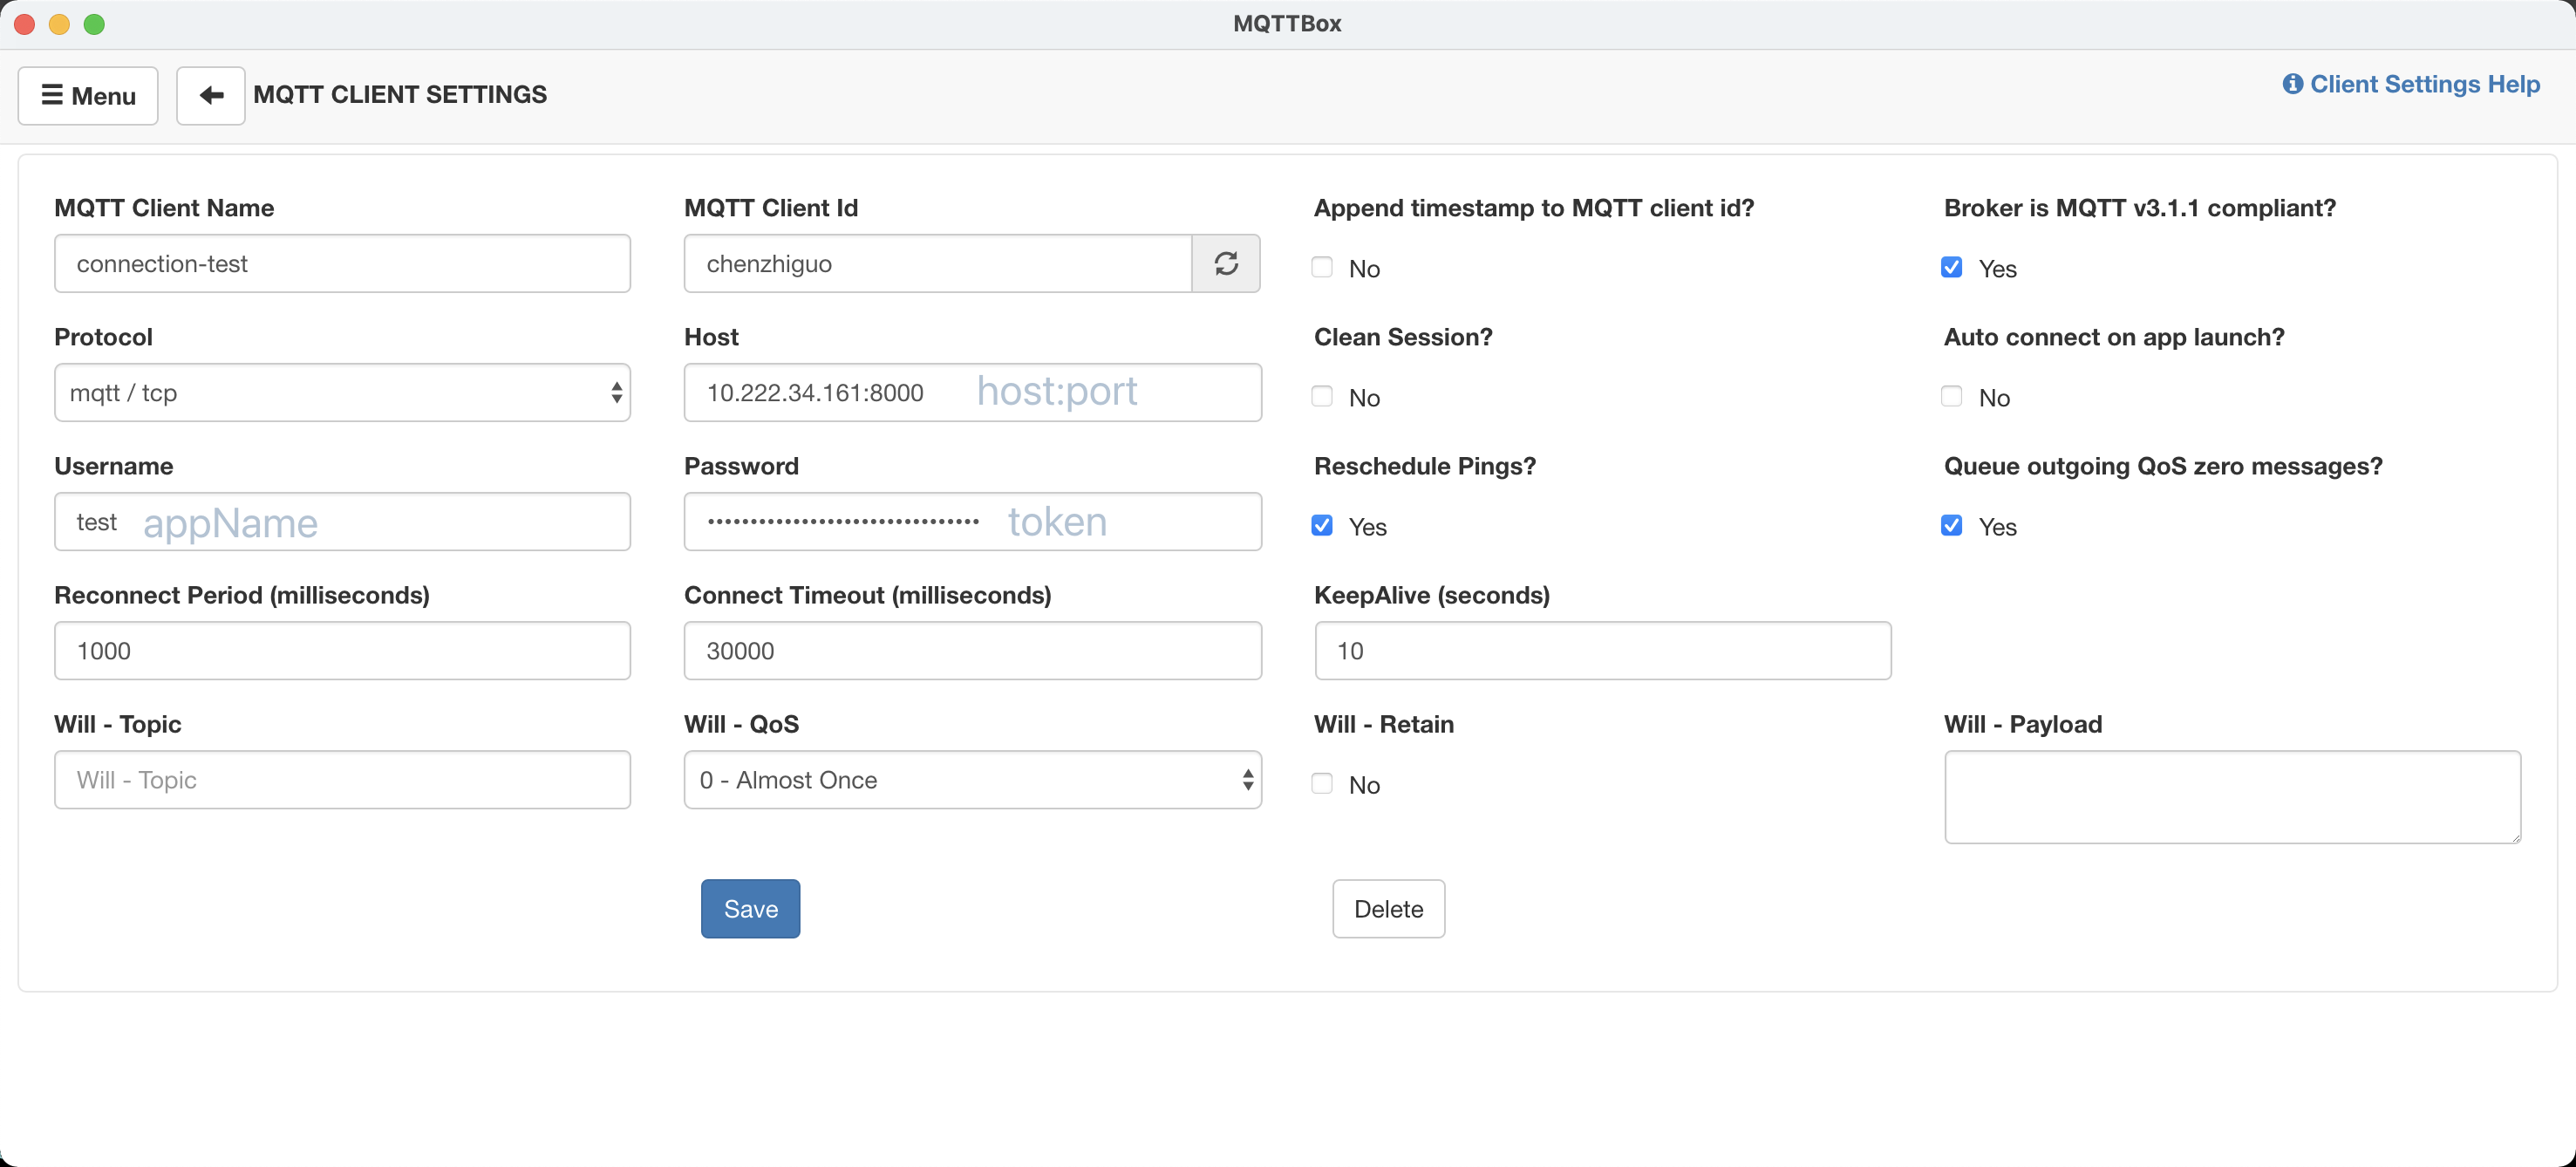 MQTTBox
Menu
MQTT CLIENT SETTINGS
Client Settings Help
MQTT Client Name
MQTT Client Id
Append timestamp to MQTT client id?
Broker is MQTT v3.1.1 compliant?
connection-test
chenzhiguo
No
Yes
Protocol
Host
Clean Session?
Auto connect on app launch?
mqtt / tcp
10.222.34.161:8000 host:port
No
No
Username
Password
Reschedule Pings?
Queue outgoing QoS zero messages?
test appName
•••••••••••••••••••••••••••••••• token
Yes
Yes
Reconnect Period (milliseconds)
Connect Timeout (milliseconds)
KeepAlive (seconds)
1000
30000
10
Will - Topic
Will - QoS
Will - Retain
Will - Payload
Will - Topic
0 - Almost Once
No
Save
Delete